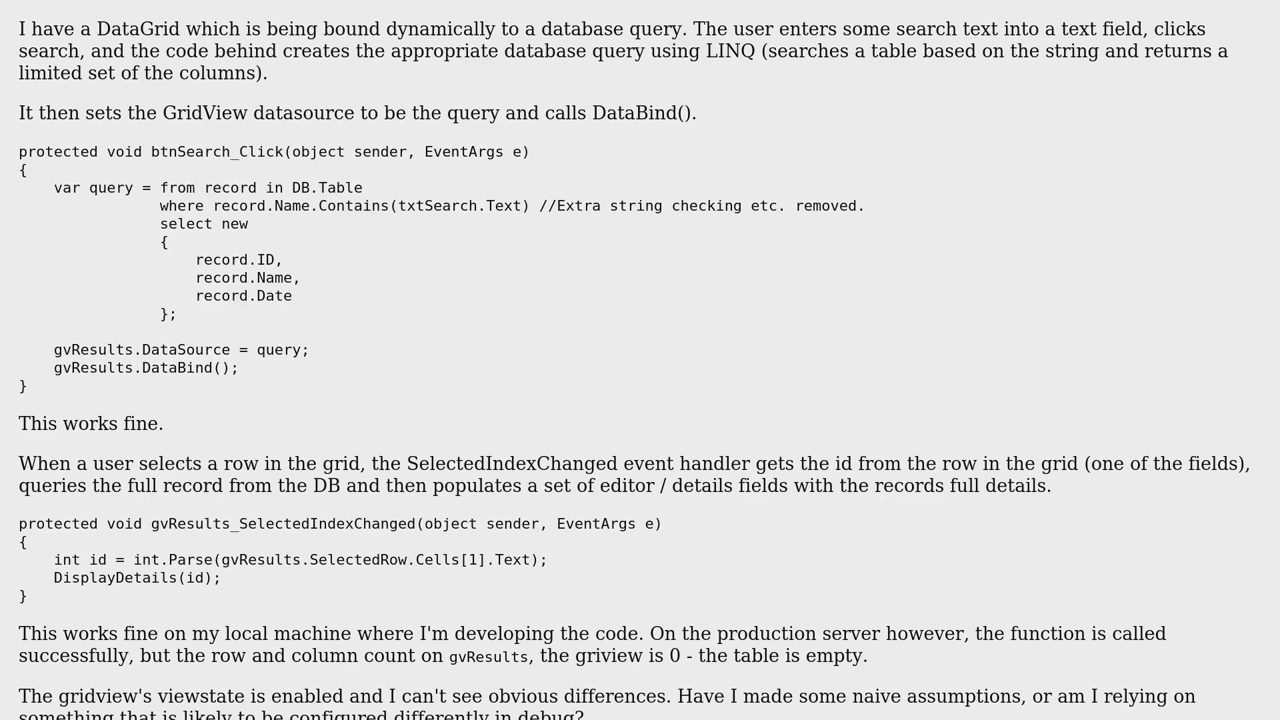 I have a DataGrid which is being bound dynamically to a database query. The user enters some search text into a text field, clicks
search, and the code behind creates the appropriate database query using LINQ (searches a table based on the string and returns a
limited set of the columns).
It then sets the GridView datasource to be the query and calls DataBind().
protected void btnSearch_Click(object sender, EventArgs e)
{
    var query = from record in DB.Table
                where record.Name.Contains(txtSearch.Text) //Extra string checking etc. removed.
                select new
                {
                    record.ID,
                    record.Name,
                    record.Date
                };
    gvResults.DataSource = query;
    gvResults.DataBind();
}
This works fine.
When a user selects a row in the grid, the SelectedIndexChanged event handler gets the id from the row in the grid (one of the fields),
queries the full record from the DB and then populates a set of editor / details fields with the records full details.
protected void gvResults_SelectedIndexChanged(object sender, EventArgs e)
{
    int id = int.Parse(gvResults.SelectedRow.Cells[1].Text);
    DisplayDetails(id);
}
This works fine on my local machine where I'm developing the code. On the production server however, the function is called
successfully, but the row and column count on gvResults, the griview is 0 - the table is empty.
The gridview's viewstate is enabled and I can't see obvious differences. Have I made some naive assumptions, or am I relying on
something that is likely to be configured differently in debug?